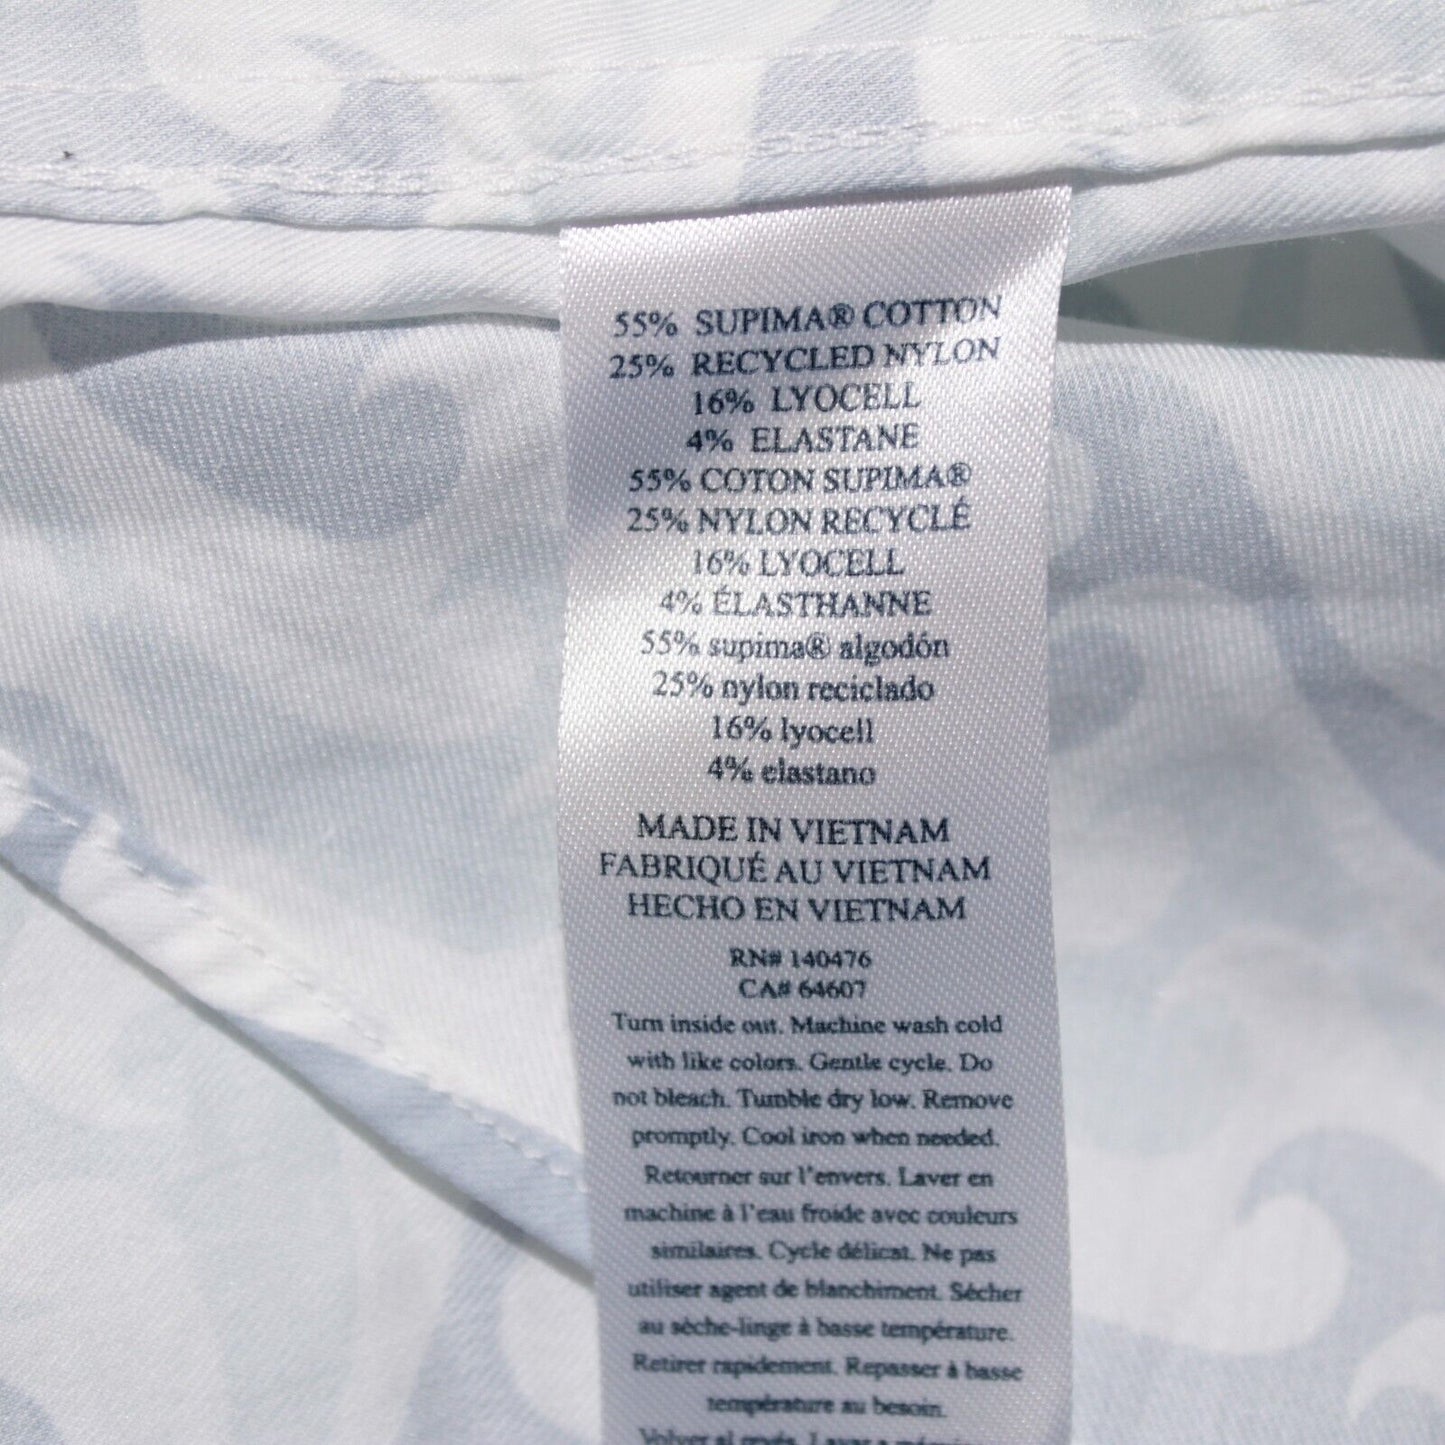 55% SUPIMA® COTTON
25% RECYCLED NYLON
16% LYOCELL
4% ELASTANE
55% COTON SUPIMA®
25% NYLON RECYCLÉ
16% LYOCELL
4% ÉLASTHANNE
55% supima® algodón
25% nylon reciclado
16% lyocell
4% elastano
MADE IN VIETNAM
FABRIQUÉ AU VIETNAM
HECHO EN VIETNAM
RN# 140476
CA# 64607
Turn inside out. Machine wash cold
with like colors. Gentle cycle. Do
not bleach. Tumble dry low. Remove
promptly. Cool iron when needed.
Retourner sur l'envers. Laver en
machine à l'eau froide avec couleurs
similaires. Cycle délicat. Ne pas
utiliser agent de blanchiment. Sécher
au sèche-linge à basse température.
Retirer rapidement. Repasser à basse
température au besoin.
Volver al revés. Lavar a